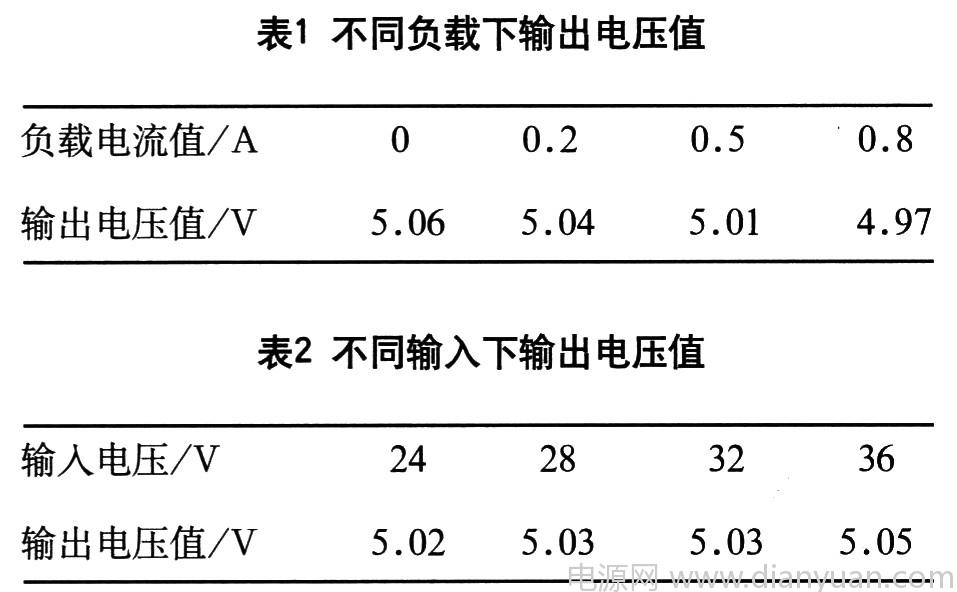 表1 不同负载下输出电压值
负载电流值/A 0 0.2 0.5 0.8
输出电压值/V 5.06 5.04 5.01 4.97
表2 不同输入下输出电压值
输入电压/V 24 28 32 36
输出电压值/V 5.02 5.03 5.03 5.05
电源网 www.dianyuan.com